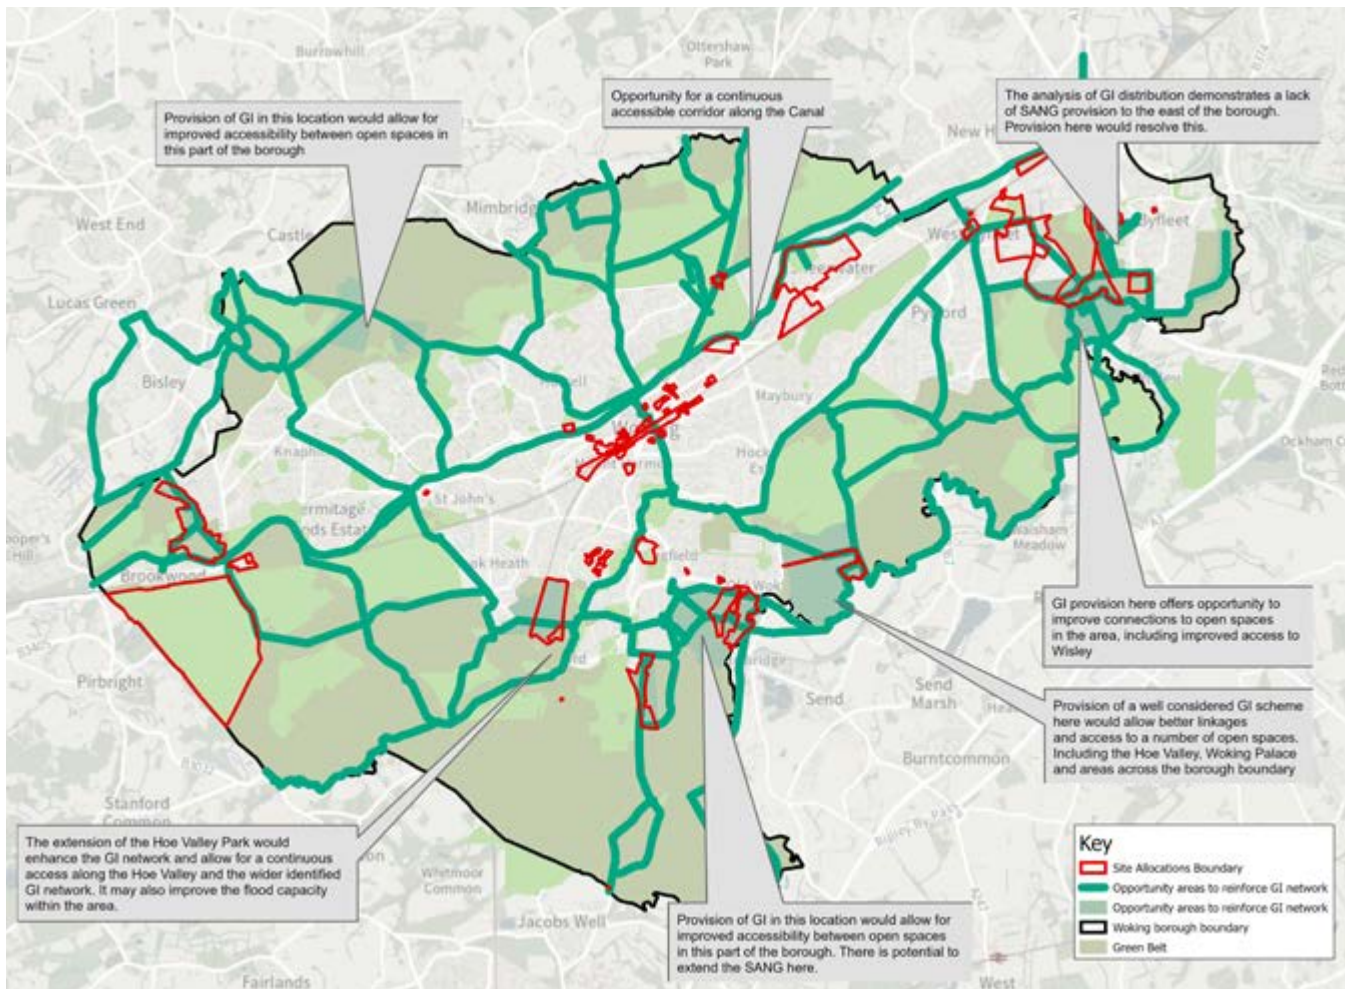 Burrowhill
Ottershaw
Park
Provision of GI in this location would allow for
improved accessibility between open spaces in
this part of the borough
Opportunity for a continuous
accessible corridor along the Canal
The analysis of GI distribution demonstrates a lack
of SANG provision to the east of the borough.
Provision here would resolve this.
New H
West End
Mimbridg
Castle
Lucas Green
Byfleet
Pyrford
Bisley
Maybury
Knaphi
St John's
Ockham C
Brookwood
Walsham
Meadow
Pirbright
Send
Send
Marsh
Burntcommon
GI provision here offers opportunity to
improve connections to open spaces
in the area, including improved access to
Wisley
Provision of a well considered GI scheme
here would allow better linkages
and access to a number of open spaces.
Including the Hoe Valley, Woking Palace
and areas across the borough boundary
Stanford
Common
The extension of the Hoe Valley Park would
enhance the GI network and allow for a continuous
access along the Hoe Valley and the wider identified
GI network. It may also improve the flood capacity
within the area.
Whitmoor
Common
Jacobs Well
Ripley By-Pass
Provision of GI in this location would allow for
improved accessibility between open spaces
in this part of the borough. There is potential to
extend the SANG here.
Key
Site Allocations Boundary
Opportunity areas to reinforce GI network
Opportunity areas to reinforce GI network
Woking borough boundary
Green Belt
Fairlands
West